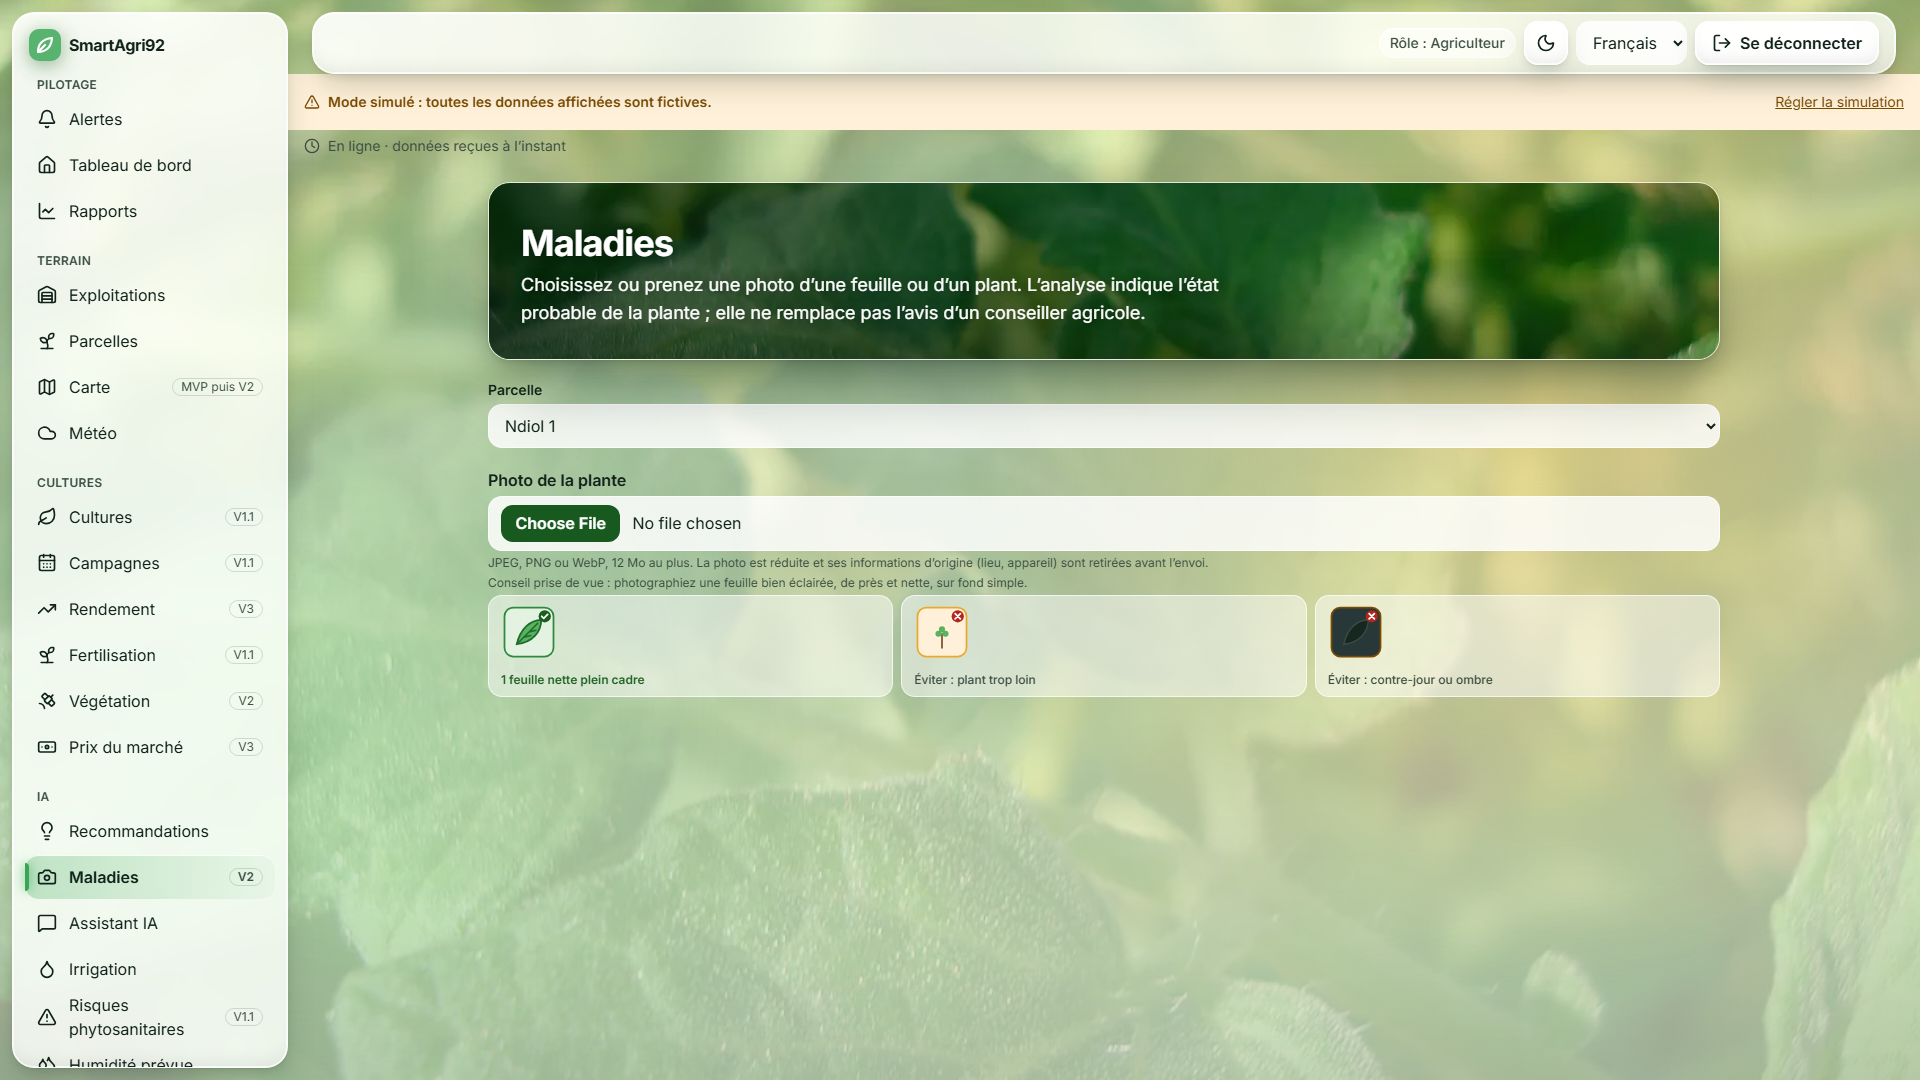 SmartAgri92
PILOTAGE
Alertes
Tableau de bord
Rapports
TERRAIN
Exploitations
Parcelles
Carte MVP puis V2
Météo
CULTURES
Cultures V1.1
Campagnes V1.1
Rendement V3
Fertilisation V1.1
Végétation V2
Prix du marché V3
IA
Recommandations
Maladies V2
Assistant IA
Irrigation
Risques
phytosanitaires V1.1
Humidité prévue
Rôle : Agriculteur Français Se déconnecter
Mode simulé : toutes les données affichées sont fictives. Régler la simulation
En ligne · données reçues à l’instant
Maladies
Choisissez ou prenez une photo d’une feuille ou d’un plant. L’analyse indique l’état
probable de la plante ; elle ne remplace pas l’avis d’un conseiller agricole.
Parcelle
Ndiol 1
Photo de la plante
Choose File No file chosen
JPEG, PNG ou WebP, 12 Mo au plus. La photo est réduite et ses informations d’origine (lieu, appareil) sont retirées avant l’envoi.
Conseil prise de vue : photographiez une feuille bien éclairée, de près et nette, sur fond simple.
1 feuille nette plein cadre
Éviter : plant trop loin
Éviter : contre-jour ou ombre